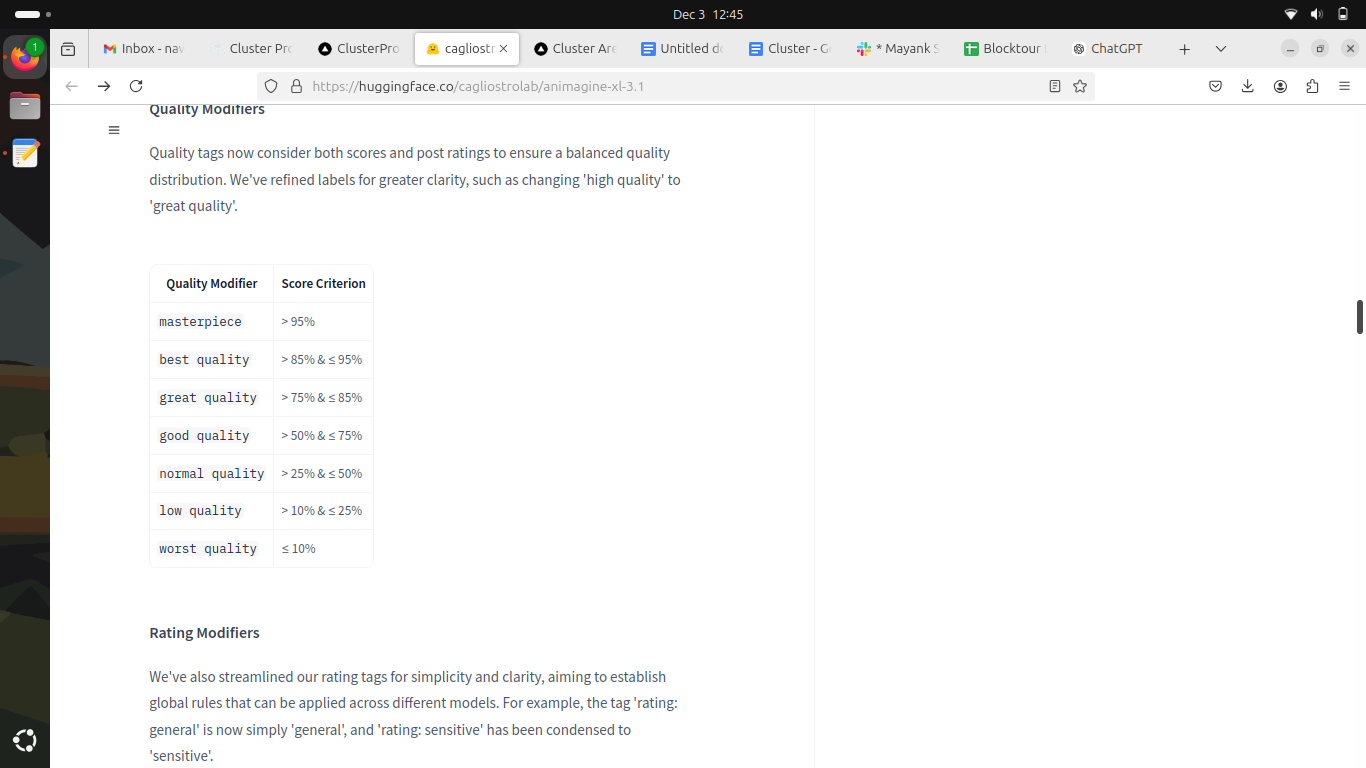 Dec 3 12:45
1
Inbox - nav
Cluster Pro
ClusterPro
cagliostr
Cluster Are
Untitled do
Cluster - G
* Mayank S
Blocktour
ChatGPT
https://huggingface.co/cagliostrolab/animagine-xl-3.1
Quality Modifiers
Quality tags now consider both scores and post ratings to ensure a balanced quality
distribution. We've refined labels for greater clarity, such as changing 'high quality' to
'great quality'.
Quality Modifier Score Criterion
masterpiece > 95%
best quality > 85% & ≤ 95%
great quality > 75% & ≤ 85%
good quality > 50% & ≤ 75%
normal quality > 25% & ≤ 50%
low quality > 10% & ≤ 25%
worst quality ≤ 10%
Rating Modifiers
We've also streamlined our rating tags for simplicity and clarity, aiming to establish
global rules that can be applied across different models. For example, the tag 'rating:
general' is now simply 'general', and 'rating: sensitive' has been condensed to
'sensitive'.